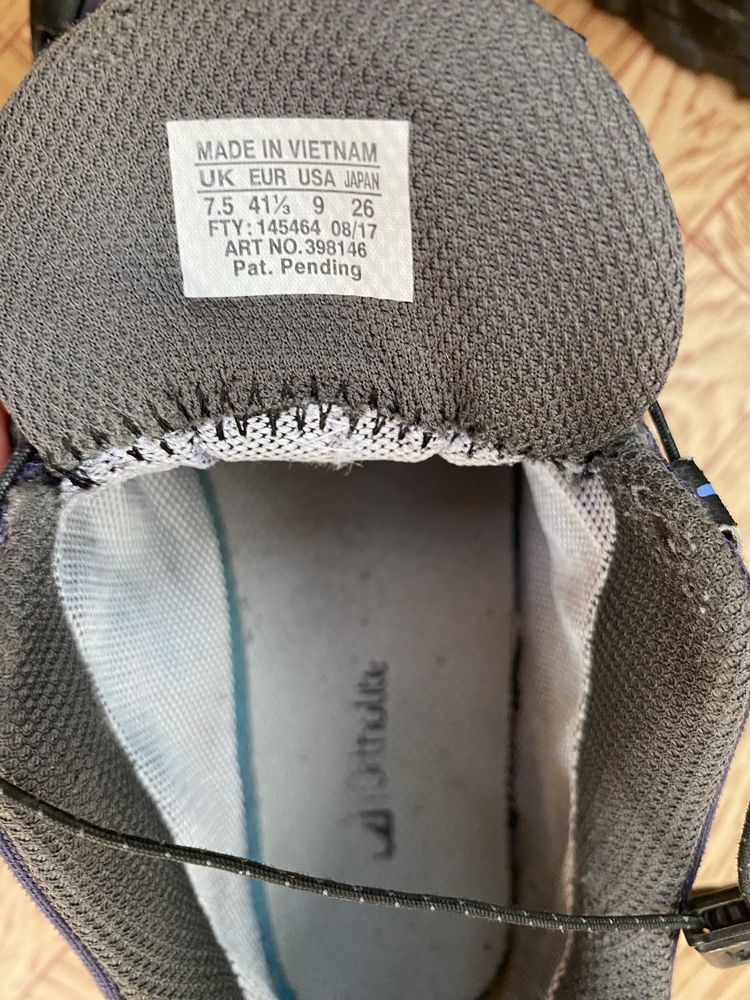 MADE IN VIETNAM
UK EUR USA JAPAN
7.5 41⅓ 9 26
FTY: 145464 08/17
ART NO. 398146
Pat. Pending
Ortholite